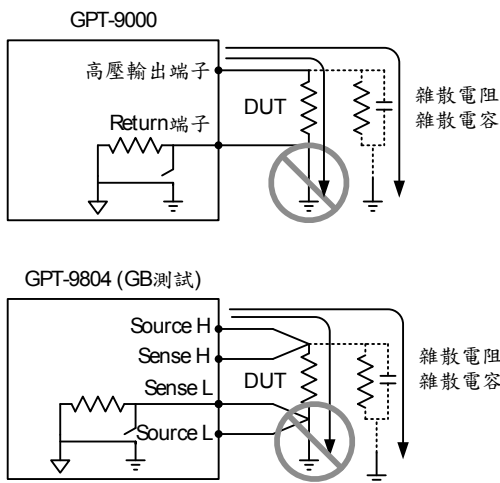 GPT-9000
高壓輸出端子
DUT
Return端子
雜散電阻
雜散電容
GPT-9804 (GB測試)
Source H
Sense H
Sense L
DUT
Source L
雜散電阻
雜散電容